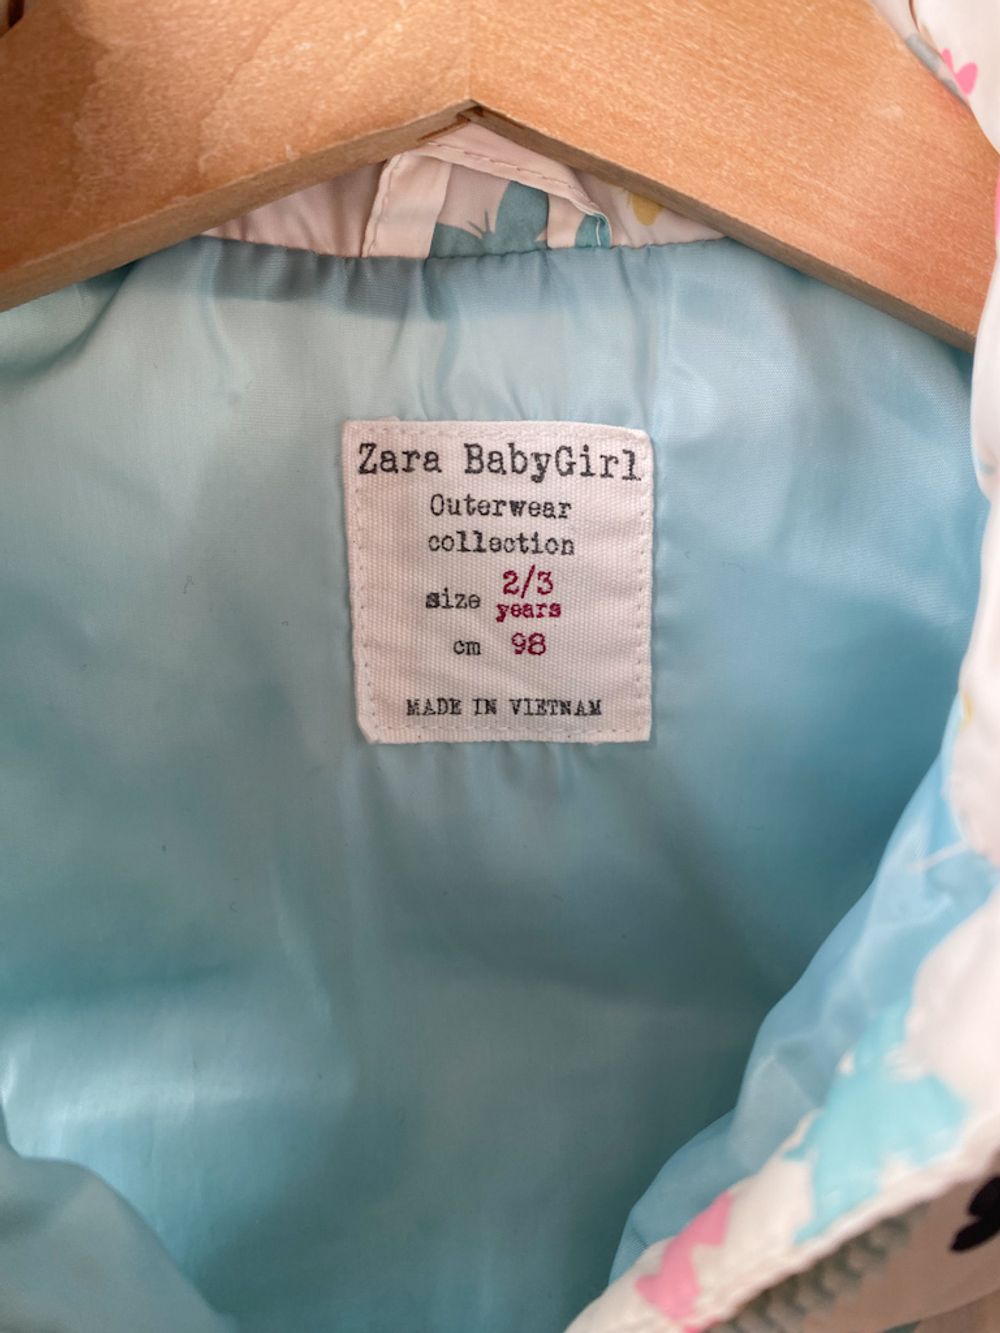 Zara BabyGirl
Outerwear
collection
size 2/3 years
cm 98
MADE IN VIETNAM